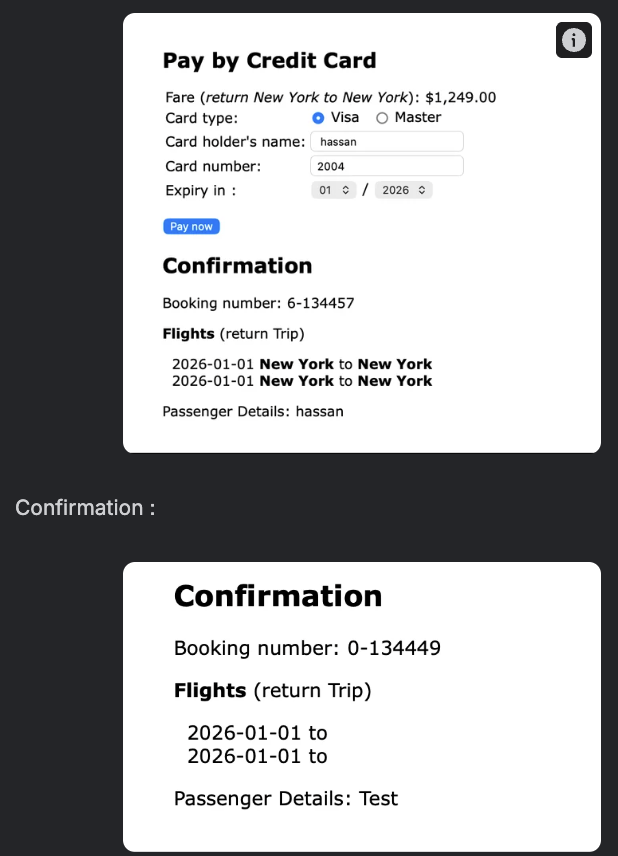 Pay by Credit Card
Fare (return New York to New York): $1,249.00
Card type: Visa Master
Card holder's name: hassan
Card number: 2004
Expiry in : 01 / 2026
Pay now
Confirmation
Booking number: 6-134457
Flights (return Trip)
2026-01-01 New York to New York
2026-01-01 New York to New York
Passenger Details: hassan
Confirmation :
Confirmation
Booking number: 0-134449
Flights (return Trip)
2026-01-01 to
2026-01-01 to
Passenger Details: Test